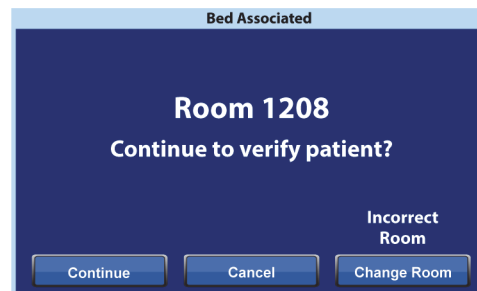 Bed Associated
Room 1208
Continue to verify patient?
Incorrect
Room
Continue
Cancel
Change Room